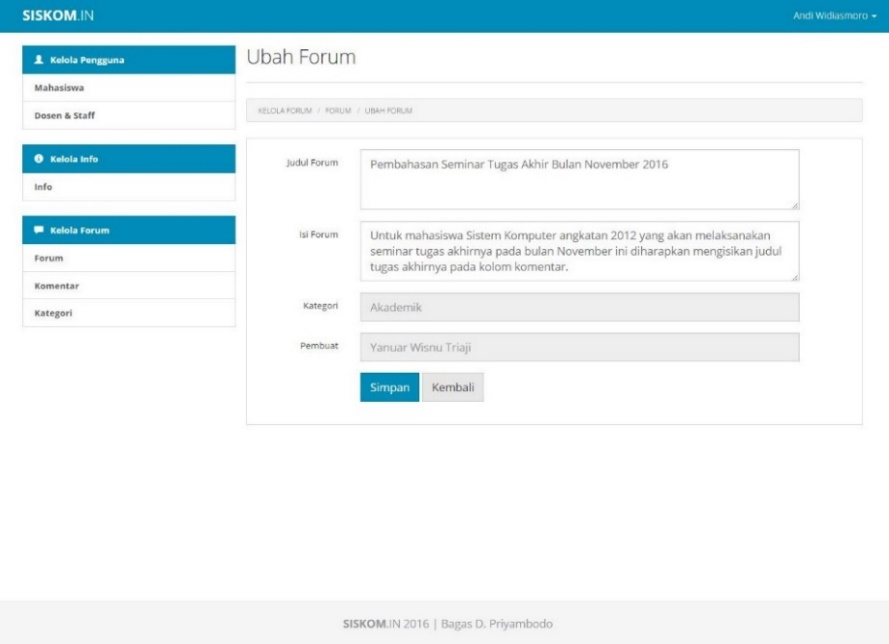 SISKOM.IN
Andi Widiasmoro
Kelola Pengguna
Mahasiswa
Dosen & Staff
Kelola Info
Info
Kelola Forum
Forum
Komentar
Kategori
Ubah Forum
KELOLA FORUM / FORUM / UBAH FORUM
Judul Forum
Pembahasan Seminar Tugas Akhir Bulan November 2016
Isi Forum
Untuk mahasiswa Sistem Komputer angkatan 2012 yang akan melaksanakan
seminar tugas akhirnya pada bulan November ini diharapkan mengisikan judul
tugas akhirnya pada kolom komentar.
Kategori
Akademik
Pembuat
Yanuar Wisnu Triaji
Simpan
Kembali
SISKOM.IN 2016 | Bagas D. Priyambodo